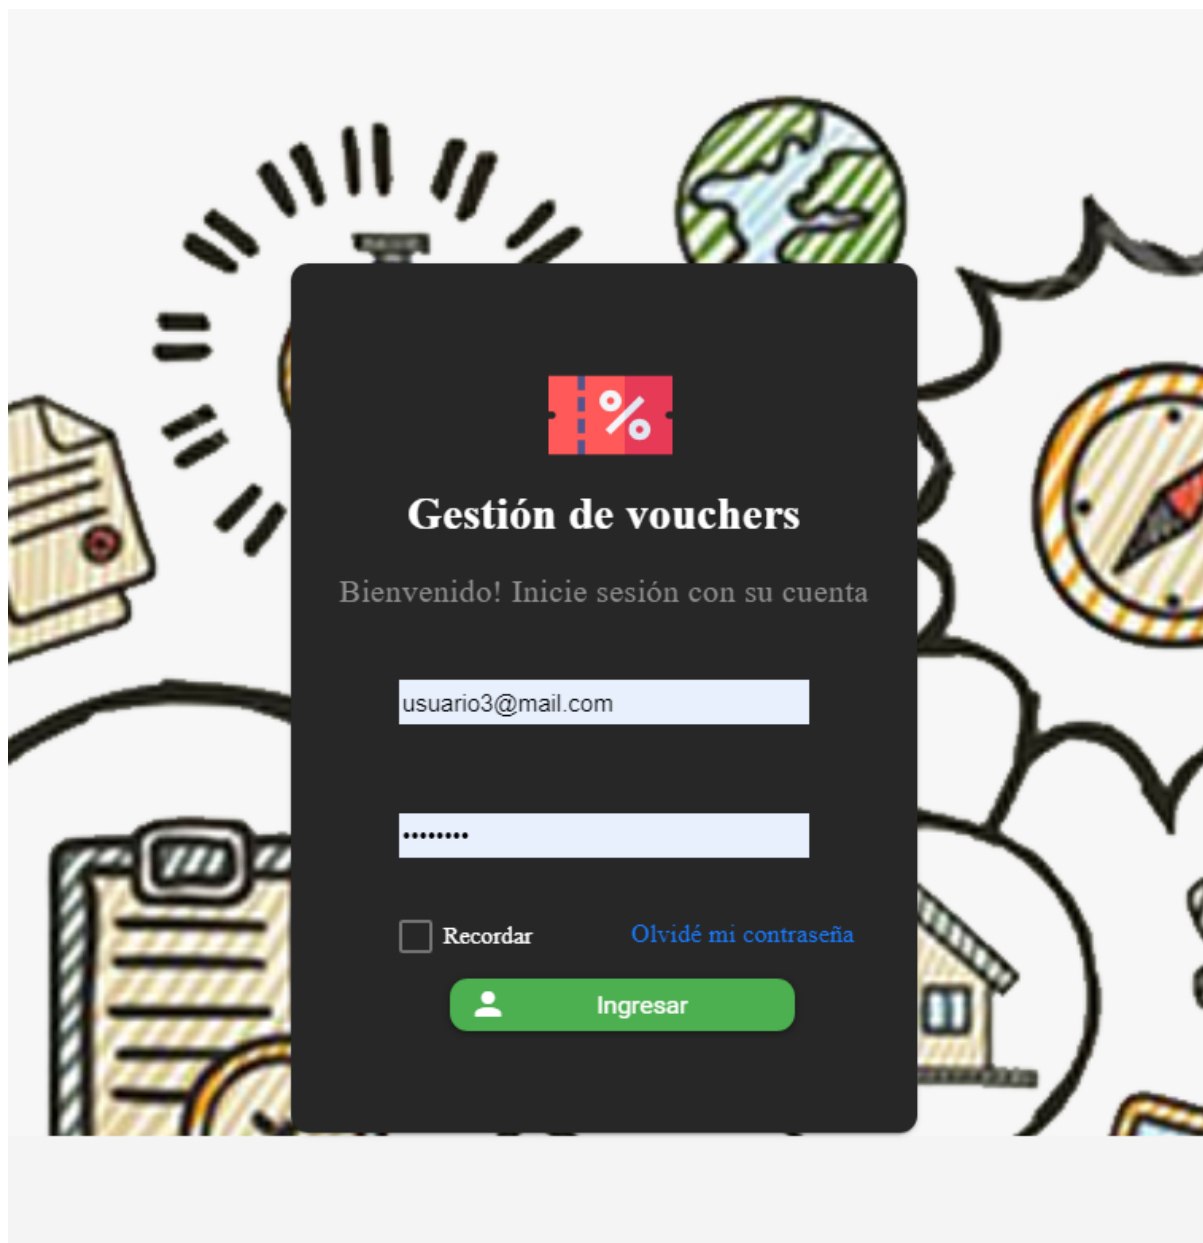 %
Gestión de vouchers
Bienvenido! Inicie sesión con su cuenta
usuario3@mail.com
••••••••
Recordar
Olvidé mi contraseña
Ingresar